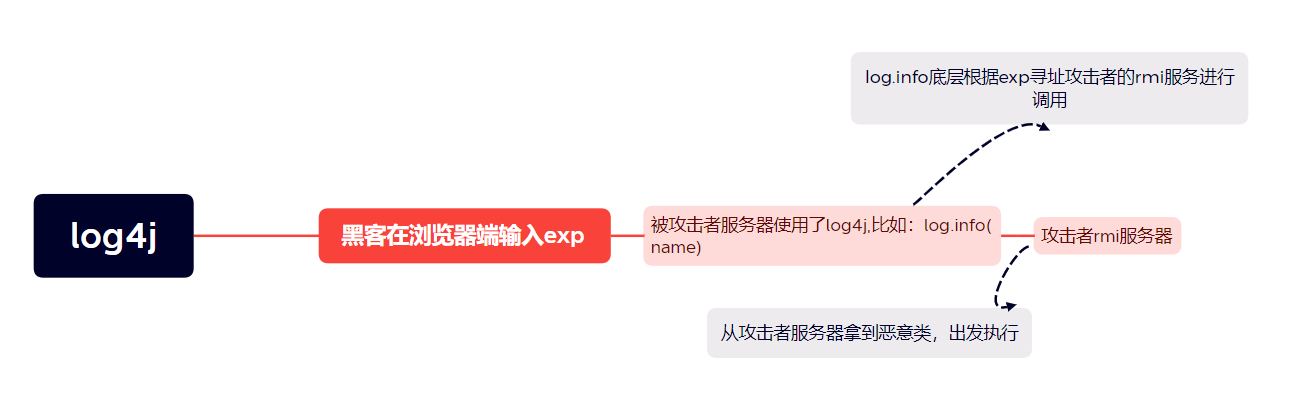 log.info底层根据exp寻址攻击者的rmi服务进行
调用
log4j
黑客在浏览器端输入exp
被攻击者服务器使用了log4j,比如：log.info(
name)
攻击者rmi服务器
从攻击者服务器拿到恶意类，出发执行